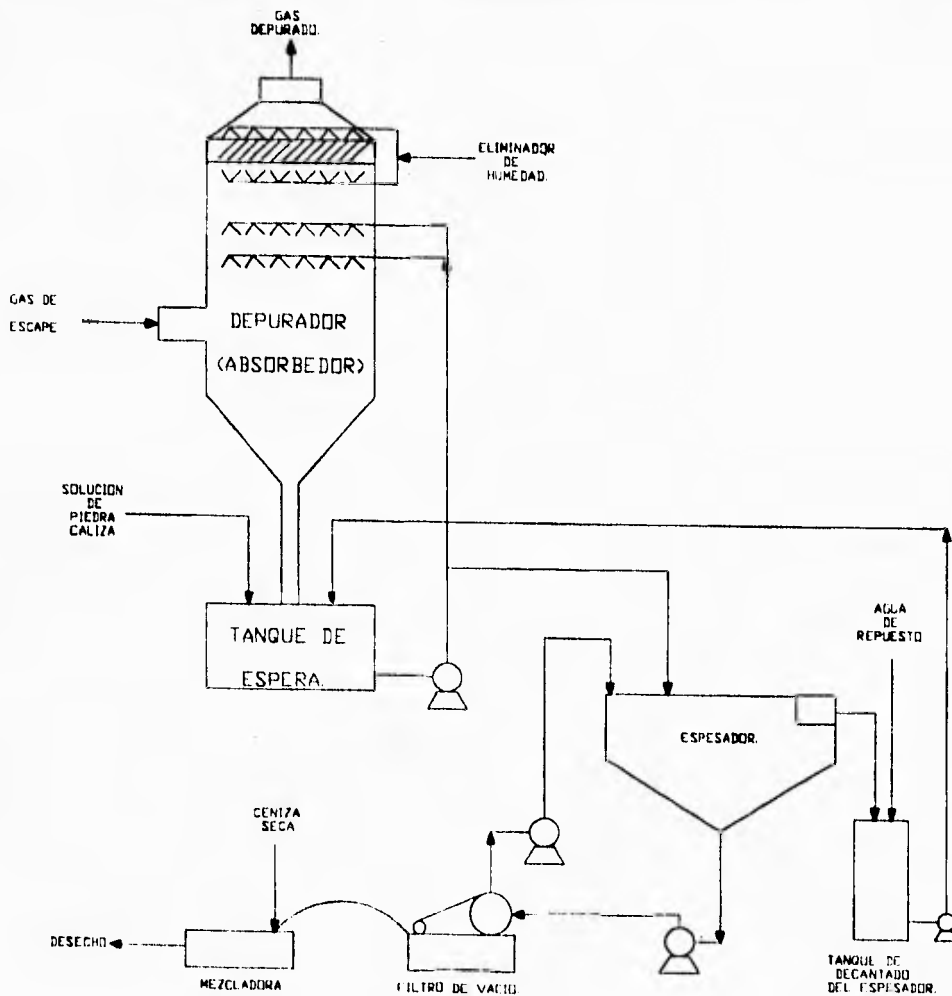 GAS
DEPURADO.
ELIMINADOR
DE
HUMEDAD.
GAS DE
ESCAPE
DEPURADOR
(ABSORBEDOR)
SOLUCION
DE
PIEDRA
CALIZA
TANQUE DE
ESPERA.
AGUA
DE
REPUESTO
ESPESADOR.
CENIZA
SECA
DESECHO
MEZCLADORA
FILTRO DE VACIO.
TANQUE DE
DECANTADO
DEL ESPESADOR.